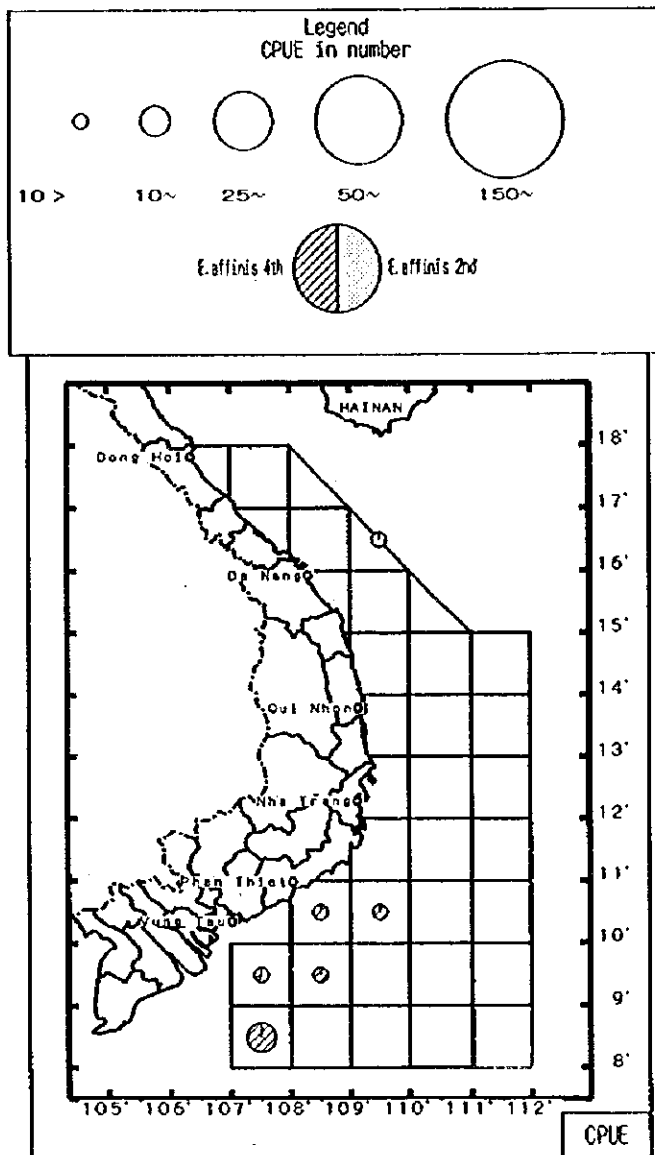 Legend
CPUE in number
10 > 10~ 25~ 50~ 150~
E.affinis 4th E.affinis 2nd
HAINAN
18'
Dong Hoi
17'
16'
Da Nang
15'
14'
Qui Nhon
13'
Nha Trang
12'
Phan Thiet
11'
Vung Tau
10'
9'
8'
105' 106' 107' 108' 109' 110' 111' 112'
CPUE